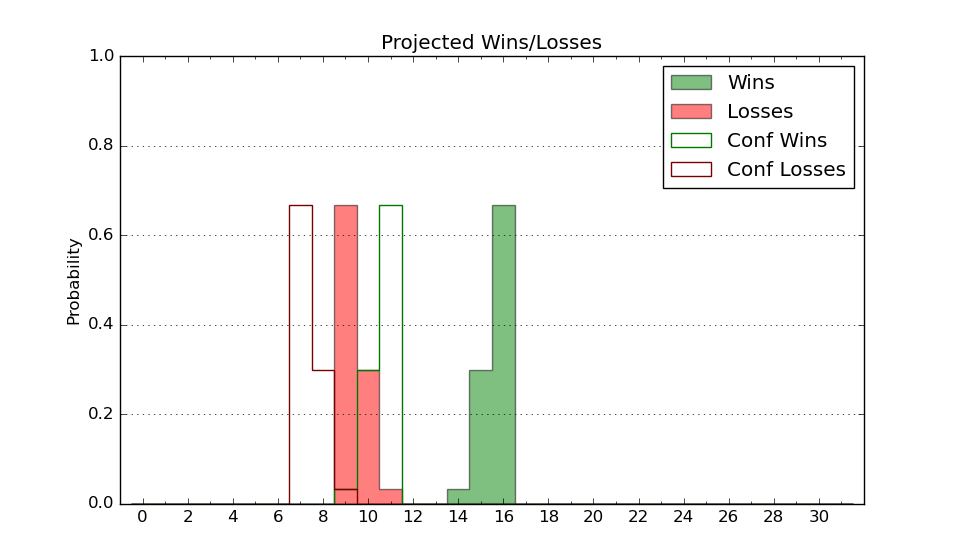 Projected Wins/Losses
1.0
0.8
0.6
0.4
0.2
0.0
Probability
Wins
Losses
Conf Wins
Conf Losses
0 2 4 6 8 10 12 14 16 18 20 22 24 26 28 30